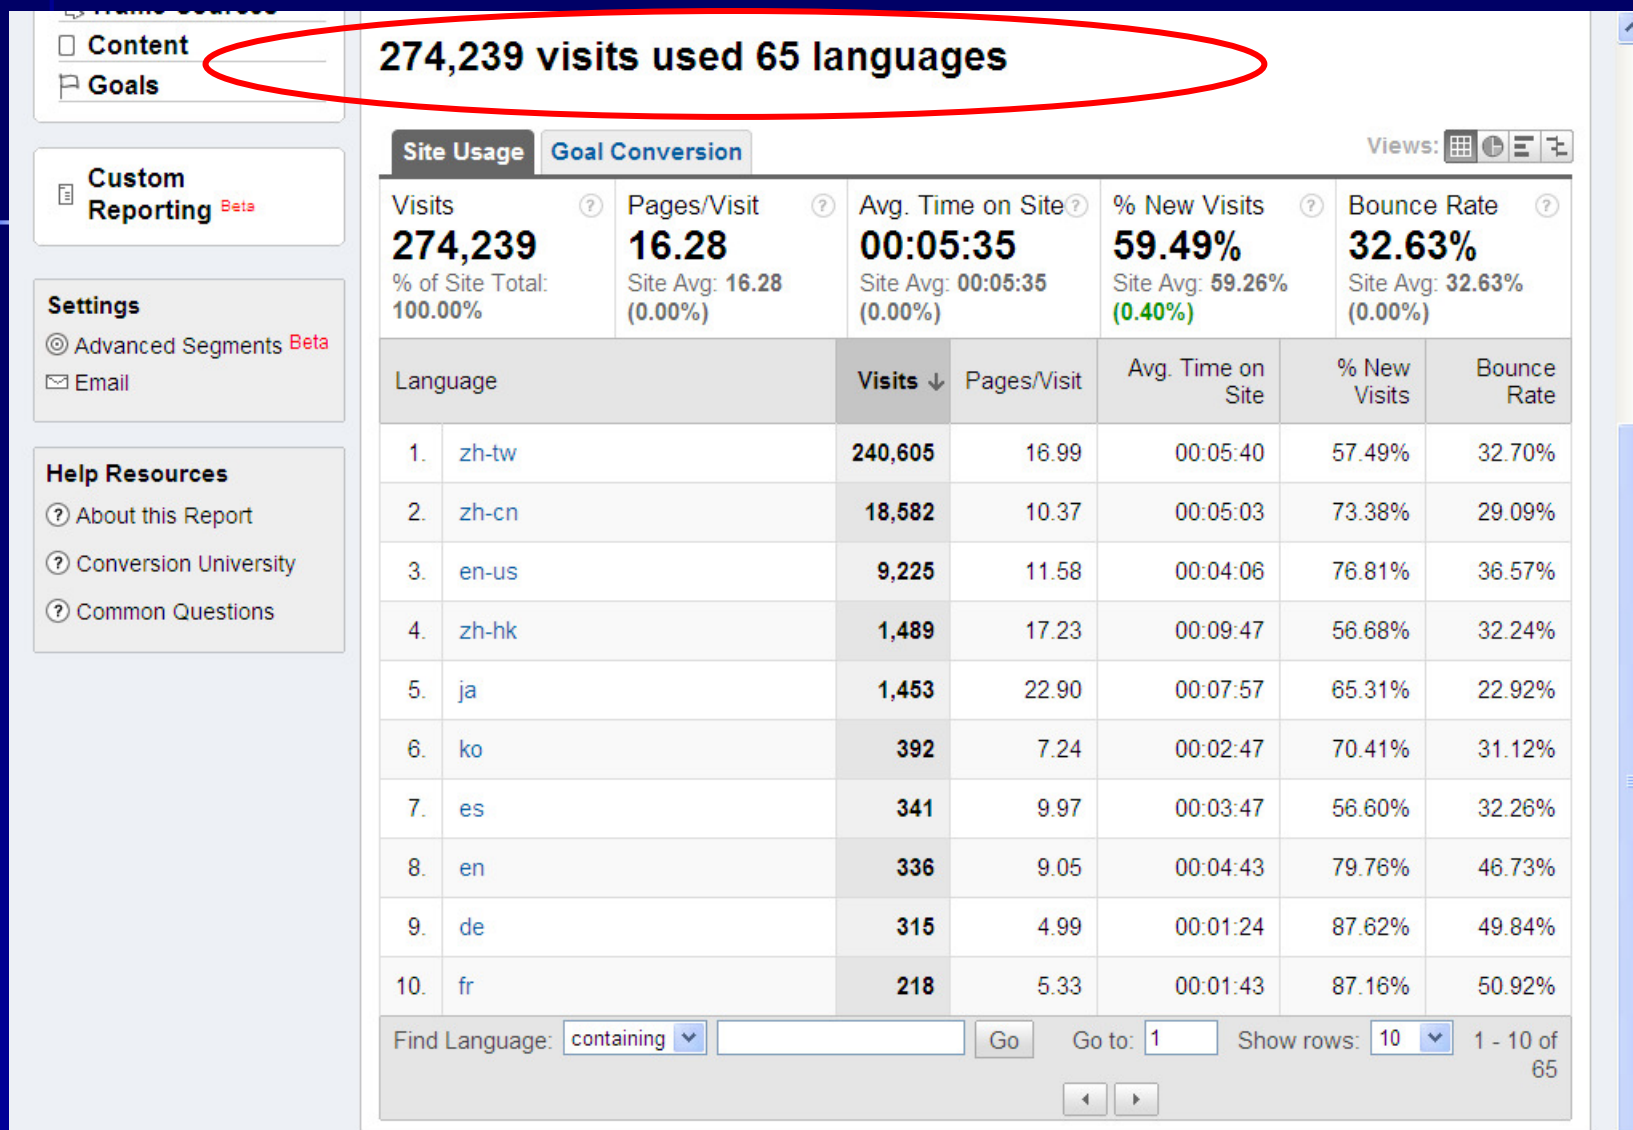 Content
Goals
Custom
Reporting Beta
Settings
Advanced Segments Beta
Email
Help Resources
About this Report
Conversion University
Common Questions
274,239 visits used 65 languages
Site Usage Goal Conversion Views:
Visits Pages/Visit Avg. Time on Site % New Visits Bounce Rate
274,239 16.28 00:05:35 59.49% 32.63%
% of Site Total: Site Avg: 16.28 Site Avg: 00:05:35 Site Avg: 59.26% Site Avg: 32.63%
100.00% (0.00%) (0.00%) (0.40%) (0.00%)
Language Visits Pages/Visit Avg. Time on Site % New Visits Bounce Rate
1. zh-tw 240,605 16.99 00:05:40 57.49% 32.70%
2. zh-cn 18,582 10.37 00:05:03 73.38% 29.09%
3. en-us 9,225 11.58 00:04:06 76.81% 36.57%
4. zh-hk 1,489 17.23 00:09:47 56.68% 32.24%
5. ja 1,453 22.90 00:07:57 65.31% 22.92%
6. ko 392 7.24 00:02:47 70.41% 31.12%
7. es 341 9.97 00:03:47 56.60% 32.26%
8. en 336 9.05 00:04:43 79.76% 46.73%
9. de 315 4.99 00:01:24 87.62% 49.84%
10. fr 218 5.33 00:01:43 87.16% 50.92%
Find Language: containing Go Go to: 1 Show rows: 10 1 - 10 of
65